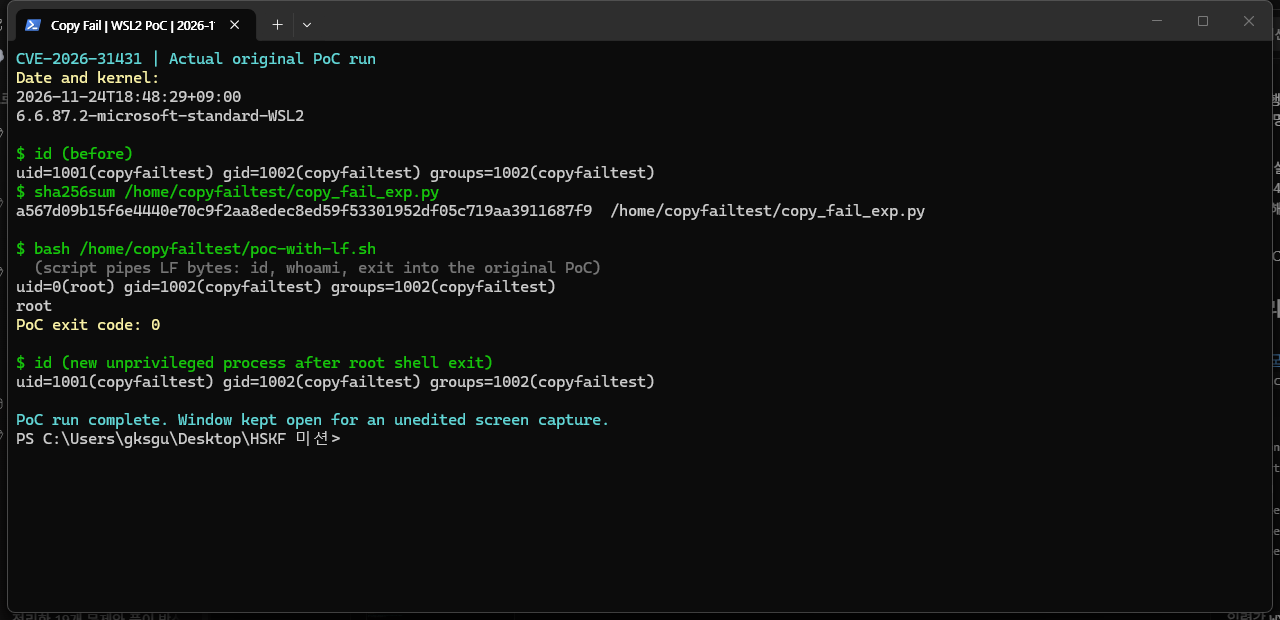 Copy Fail | WSL2 PoC | 2026-1
CVE-2026-31431 | Actual original PoC run
Date and kernel:
2026-11-24T18:48:29+09:00
6.6.87.2-microsoft-standard-WSL2
$ id (before)
uid=1001(copyfailtest) gid=1002(copyfailtest) groups=1002(copyfailtest)
$ sha256sum /home/copyfailtest/copy_fail_exp.py
a567d09b15f6e4440e70c9f2aa8edec8ed59f53301952df05c719aa3911687f9  /home/copyfailtest/copy_fail_exp.py
$ bash /home/copyfailtest/poc-with-lf.sh
(script pipes LF bytes: id, whoami, exit into the original PoC)
uid=0(root) gid=1002(copyfailtest) groups=1002(copyfailtest)
root
PoC exit code: 0
$ id (new unprivileged process after root shell exit)
uid=1001(copyfailtest) gid=1002(copyfailtest) groups=1002(copyfailtest)
PoC run complete. Window kept open for an unedited screen capture.
PS C:\Users\gksgu\Desktop\HSKF 미션>